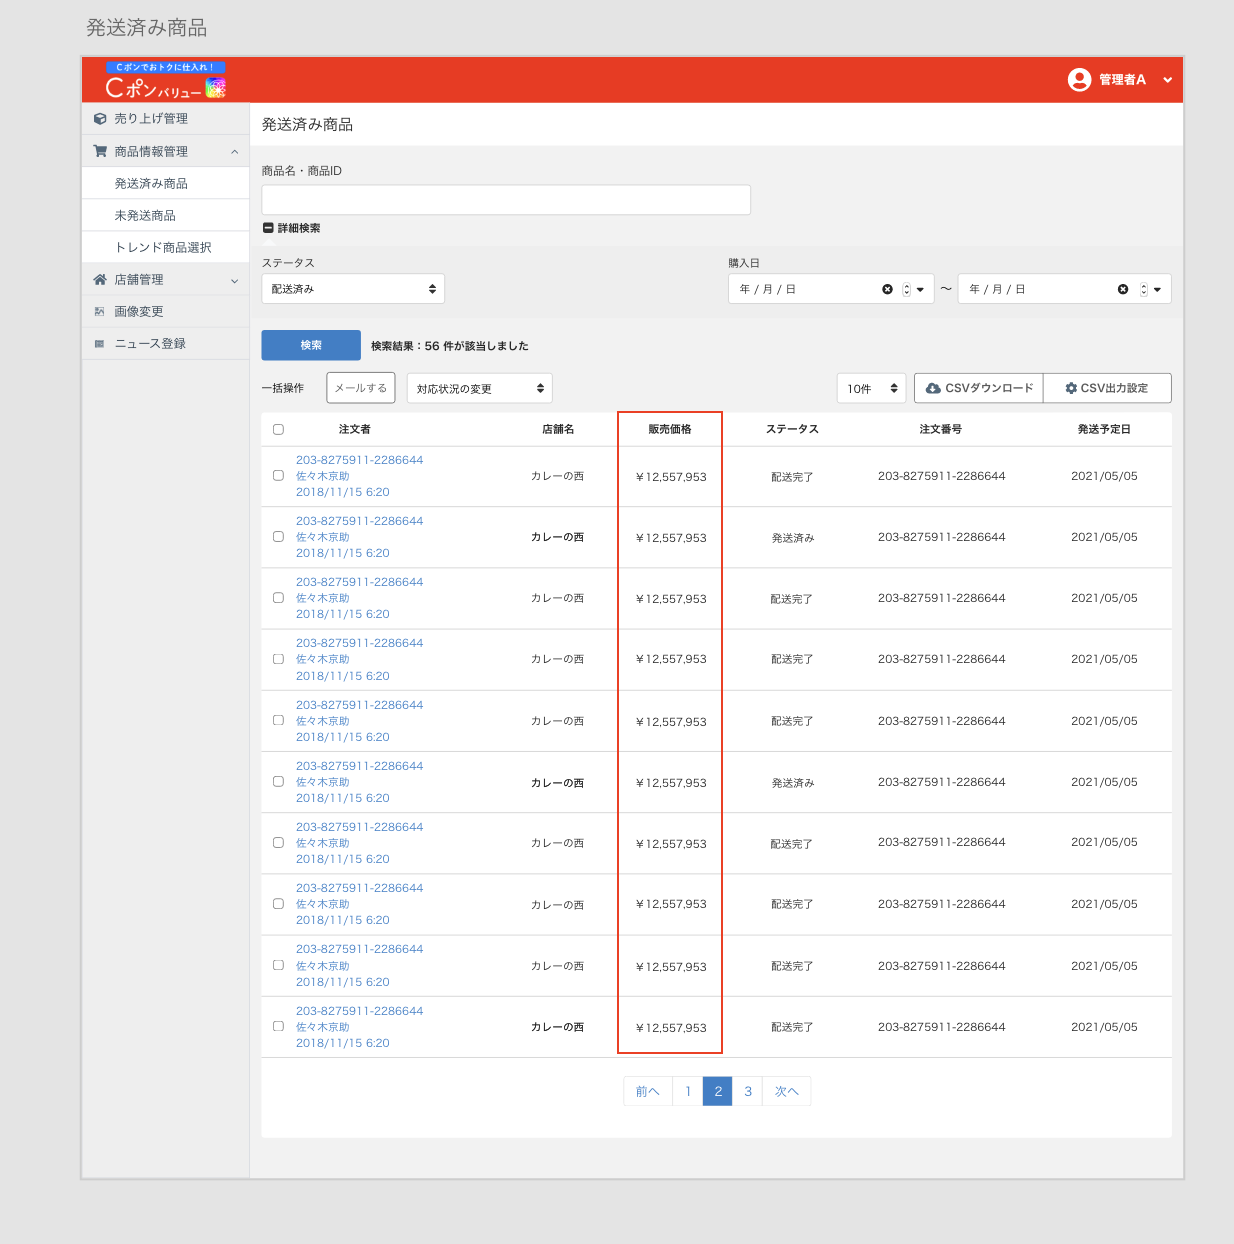 発送済み商品
Cポンでおトクに仕入れ！
Cポンバリュー
管理者A
売り上げ管理
商品情報管理
発送済み商品
未発送商品
トレンド商品選択
店舗管理
画像変更
ニュース登録
発送済み商品
商品名・商品ID
詳細検索
ステータス 購入日
配送済み 年 / 月 / 日 〜 年 / 月 / 日
検索 検索結果：56 件が該当しました
一括操作 メールする 対応状況の変更 10件 CSVダウンロード CSV出力設定
注文者 店舗名 販売価格 ステータス 注文番号 発送予定日
203-8275911-2286644
佐々木京助 カレーの西 ￥12,557,953 配送完了 203-8275911-2286644 2021/05/05
2018/11/15 6:20
203-8275911-2286644
佐々木京助 カレーの西 ￥12,557,953 発送済み 203-8275911-2286644 2021/05/05
2018/11/15 6:20
203-8275911-2286644
佐々木京助 カレーの西 ￥12,557,953 配送完了 203-8275911-2286644 2021/05/05
2018/11/15 6:20
203-8275911-2286644
佐々木京助 カレーの西 ￥12,557,953 配送完了 203-8275911-2286644 2021/05/05
2018/11/15 6:20
203-8275911-2286644
佐々木京助 カレーの西 ￥12,557,953 配送完了 203-8275911-2286644 2021/05/05
2018/11/15 6:20
203-8275911-2286644
佐々木京助 カレーの西 ￥12,557,953 発送済み 203-8275911-2286644 2021/05/05
2018/11/15 6:20
203-8275911-2286644
佐々木京助 カレーの西 ￥12,557,953 配送完了 203-8275911-2286644 2021/05/05
2018/11/15 6:20
203-8275911-2286644
佐々木京助 カレーの西 ￥12,557,953 配送完了 203-8275911-2286644 2021/05/05
2018/11/15 6:20
203-8275911-2286644
佐々木京助 カレーの西 ￥12,557,953 配送完了 203-8275911-2286644 2021/05/05
2018/11/15 6:20
203-8275911-2286644
佐々木京助 カレーの西 ￥12,557,953 配送完了 203-8275911-2286644 2021/05/05
2018/11/15 6:20
前へ 1 2 3 次へ